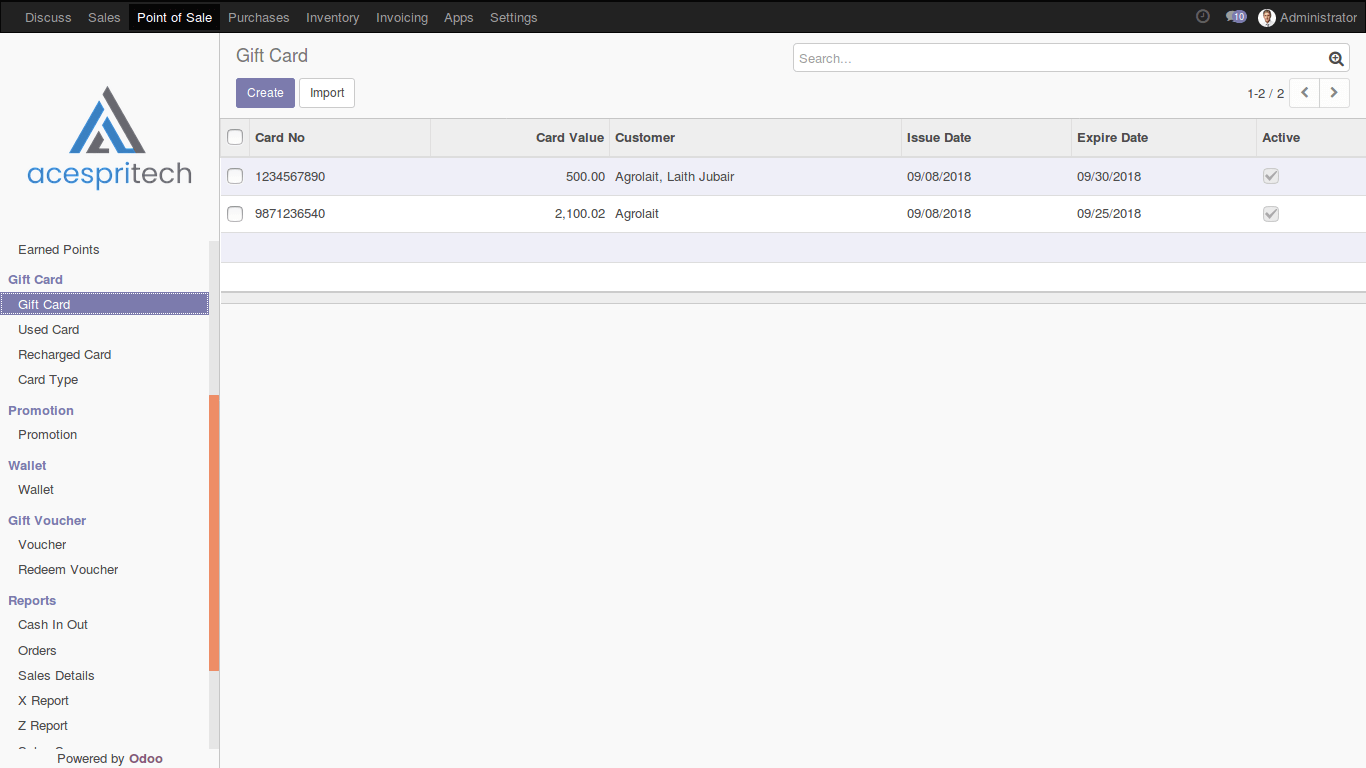 Discuss Sales Point of Sale Purchases Inventory Invoicing Apps Settings 10 Administrator
acespritech
Earned Points
Gift Card
Gift Card
Used Card
Recharged Card
Card Type
Promotion
Promotion
Wallet
Wallet
Gift Voucher
Voucher
Redeem Voucher
Reports
Cash In Out
Orders
Sales Details
X Report
Z Report
Powered by Odoo
Gift Card
Search...
Create Import
1-2 / 2
Card No Card Value Customer Issue Date Expire Date Active
1234567890 500.00 Agrolait, Laith Jubair 09/08/2018 09/30/2018
9871236540 2,100.02 Agrolait 09/08/2018 09/25/2018